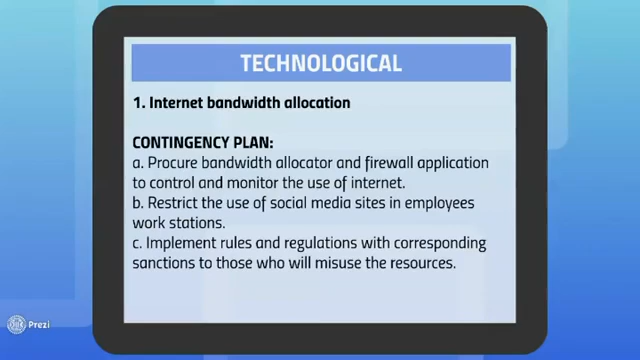 TECHNOLOGICAL
1. Internet bandwidth allocation
CONTINGENCY PLAN:
a. Procure bandwidth allocator and firewall application
to control and monitor the use of internet.
b. Restrict the use of social media sites in employees
work stations.
c. Implement rules and regulations with corresponding
sanctions to those who will misuse the resources.
Prezi